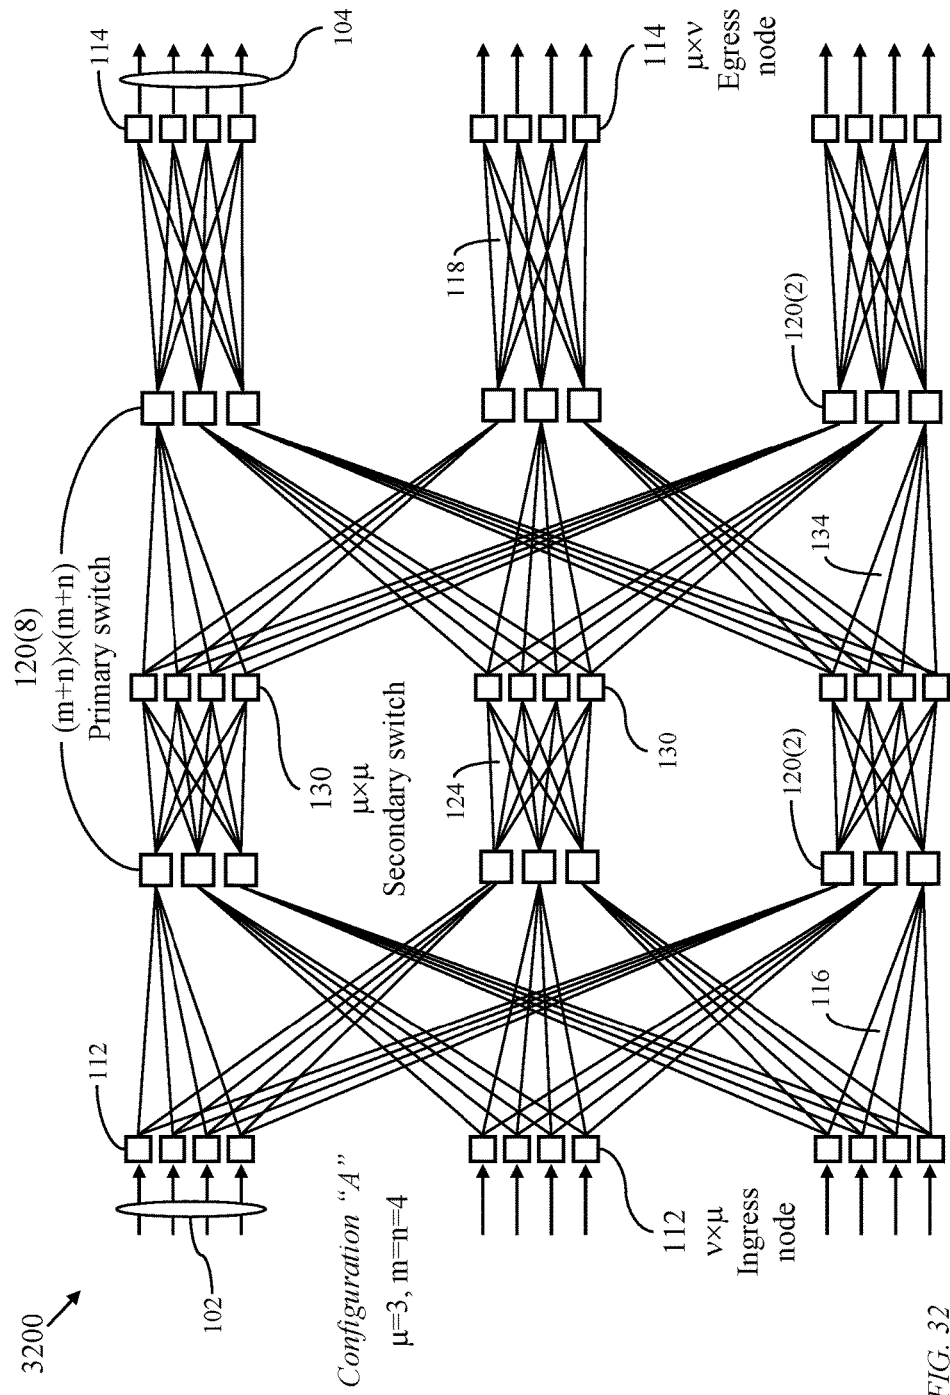 3200
120(8)
(m+n)×(m+n)
Primary switch
112
114
102
130
μ×μ
Secondary switch
104
Configuration “A”
μ=3, m=n=4
124
118
112
ν×μ
Ingress
node
130
114
μ×ν
Egress
node
120(2)
120(2)
116
134
FIG. 32